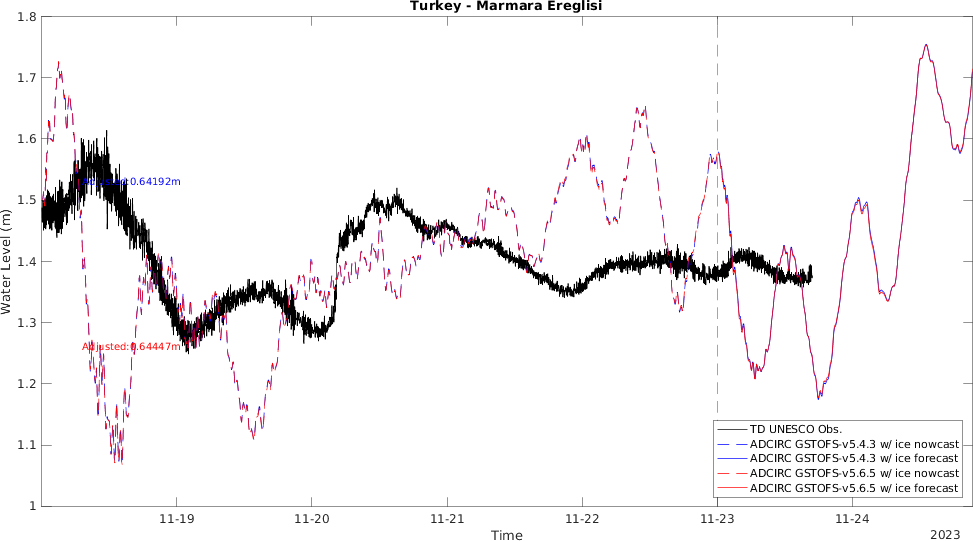 Turkey - Marmara Ereglisi
Water Level (m)
1.8
1.7
1.6
1.5
1.4
1.3
1.2
1.1
1
Adjusted:0.64192m
Adjusted:0.64447m
TD UNESCO Obs.
ADCIRC GSTOFS-v5.4.3 w/ ice nowcast
ADCIRC GSTOFS-v5.4.3 w/ ice forecast
ADCIRC GSTOFS-v5.6.5 w/ ice nowcast
ADCIRC GSTOFS-v5.6.5 w/ ice forecast
11-19 11-20 11-21 11-22 11-23 11-24
Time
2023